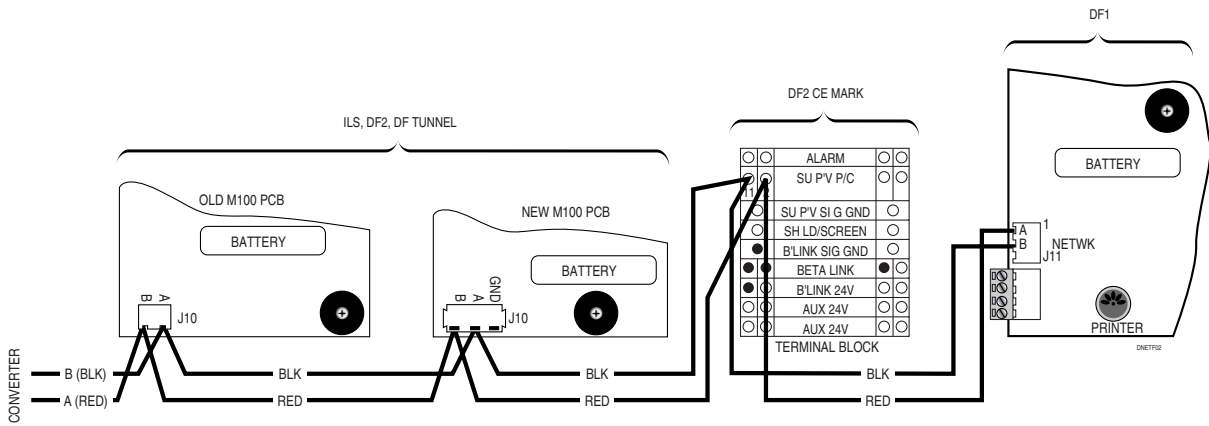 DF1
DF2 CE MARK
ILS, DF2, DF TUNNEL
OLD M100 PCB
BATTERY
B
A
J10
NEW M100 PCB
BATTERY
B
A
GND
J10
ALARM
SU P'V P/C
11
SU P'V SI G GND
SH LD/SCREEN
B'LINK SIG GND
BETA LINK
B'LINK 24V
AUX 24V
AUX 24V
TERMINAL BLOCK
BATTERY
1
A
B
NETWK
J11
PRINTER
DNETF02
CONVERTER
B (BLK)
BLK
BLK
BLK
A (RED)
RED
RED
RED